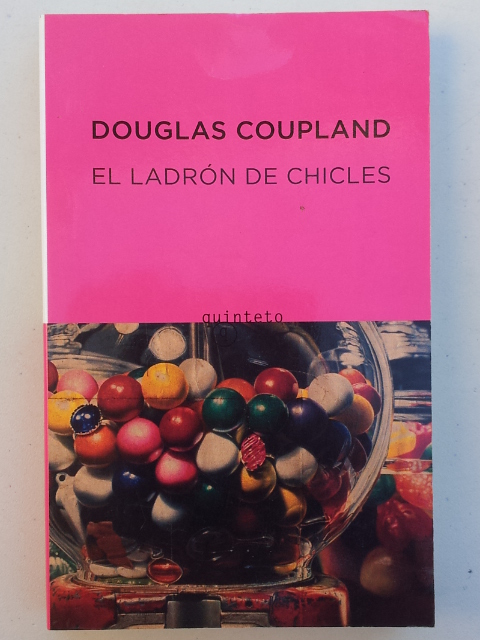 DOUGLAS COUPLAND
EL LADRÓN DE CHICLES
quinteto